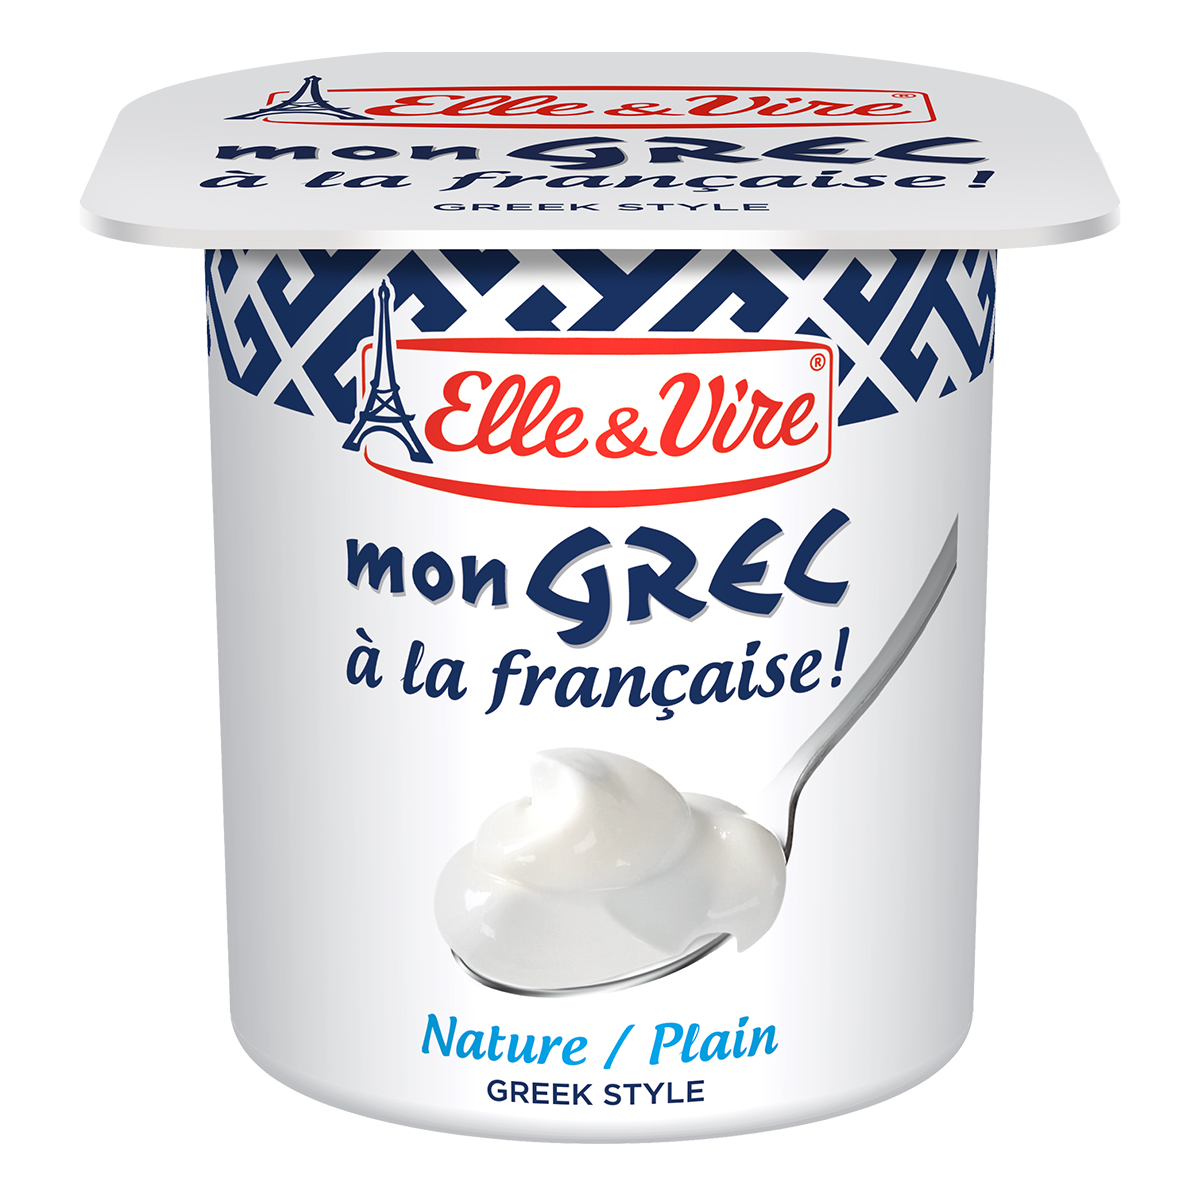 Elle & Vire®
mon GREC
à la française!
GREEK STYLE
Elle & Vire®
mon GREC
à la française!
Nature / Plain
GREEK STYLE